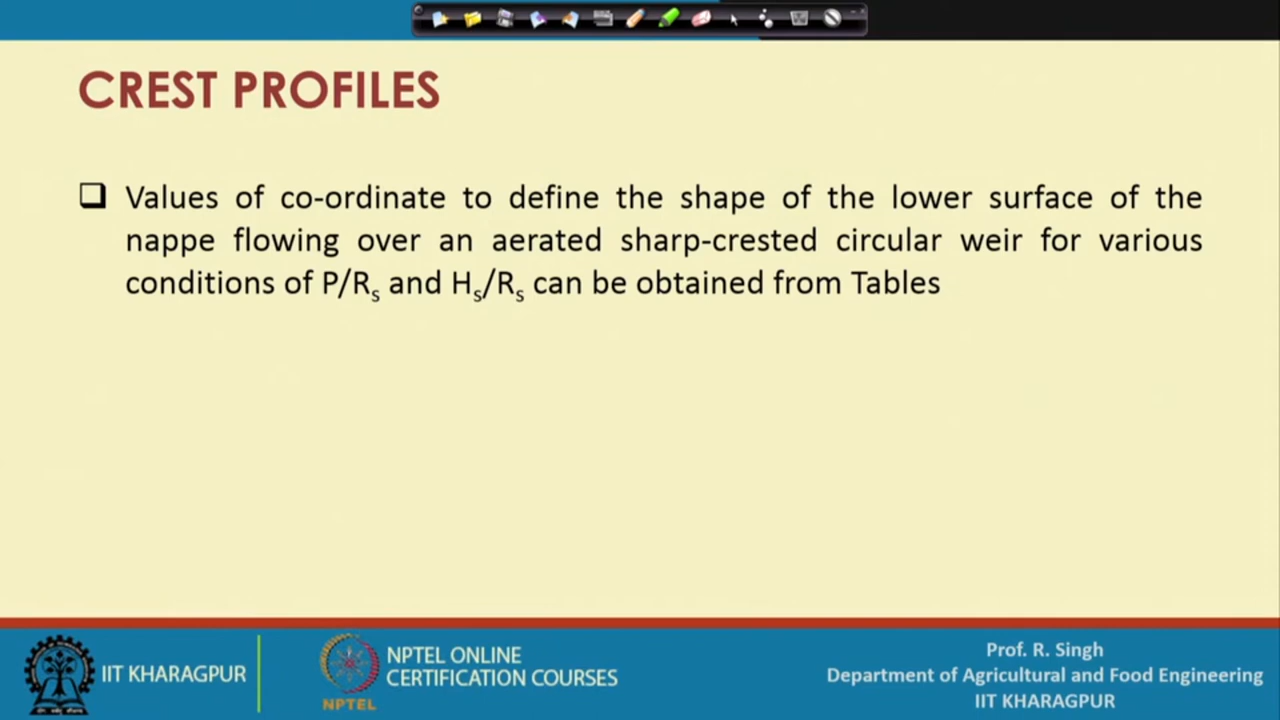 CREST PROFILES
Values of co-ordinate to define the shape of the lower surface of the
nappe flowing over an aerated sharp-crested circular weir for various
conditions of P/Rs and Hs/Rs can be obtained from Tables
IIT KHARAGPUR
NPTEL
NPTEL ONLINE
CERTIFICATION COURSES
Prof. R. Singh
Department of Agricultural and Food Engineering
IIT KHARAGPUR